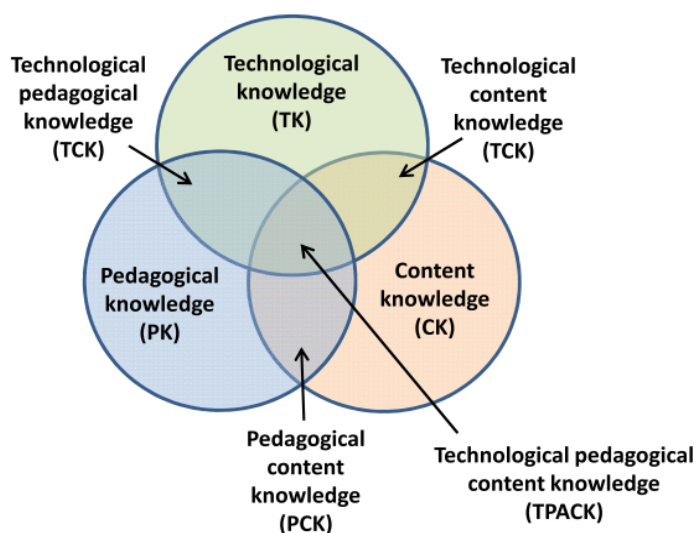 Technological
pedagogical
knowledge
(TCK)
Technological
knowledge
(TK)
Technological
content
knowledge
(TCK)
Pedagogical
knowledge
(PK)
Content
knowledge
(CK)
Pedagogical
content
knowledge
(PCK)
Technological pedagogical
content knowledge
(TPACK)